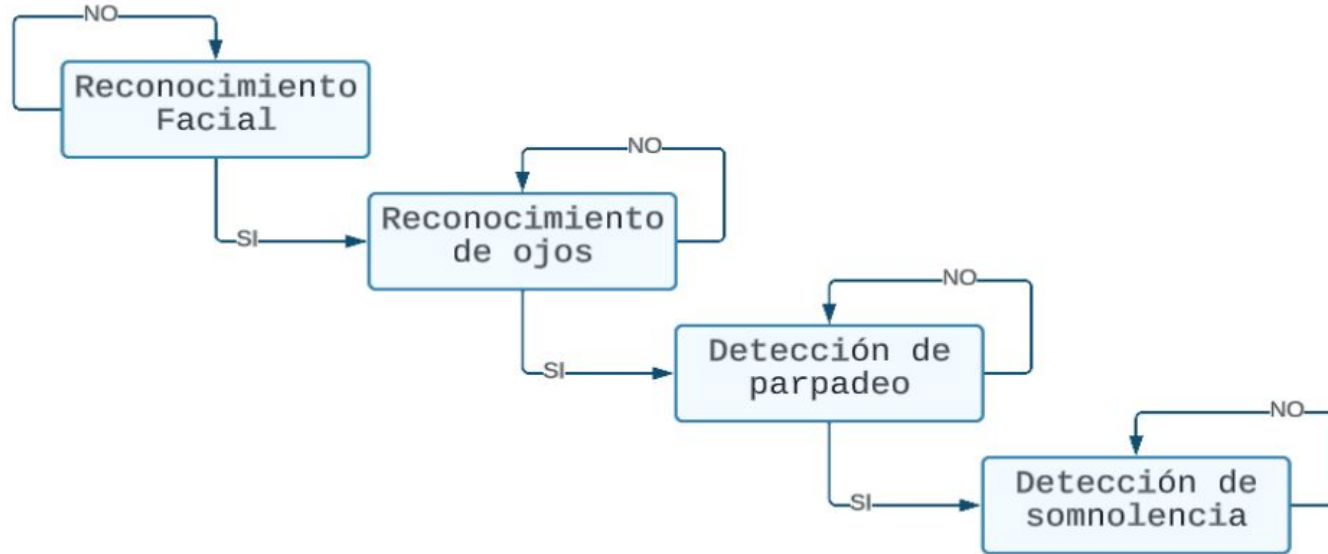 NO
Reconocimiento
Facial
NO
SI
Reconocimiento
de ojos
NO
SI
Detección de
parpadeo
NO
SI
Detección de
somnolencia